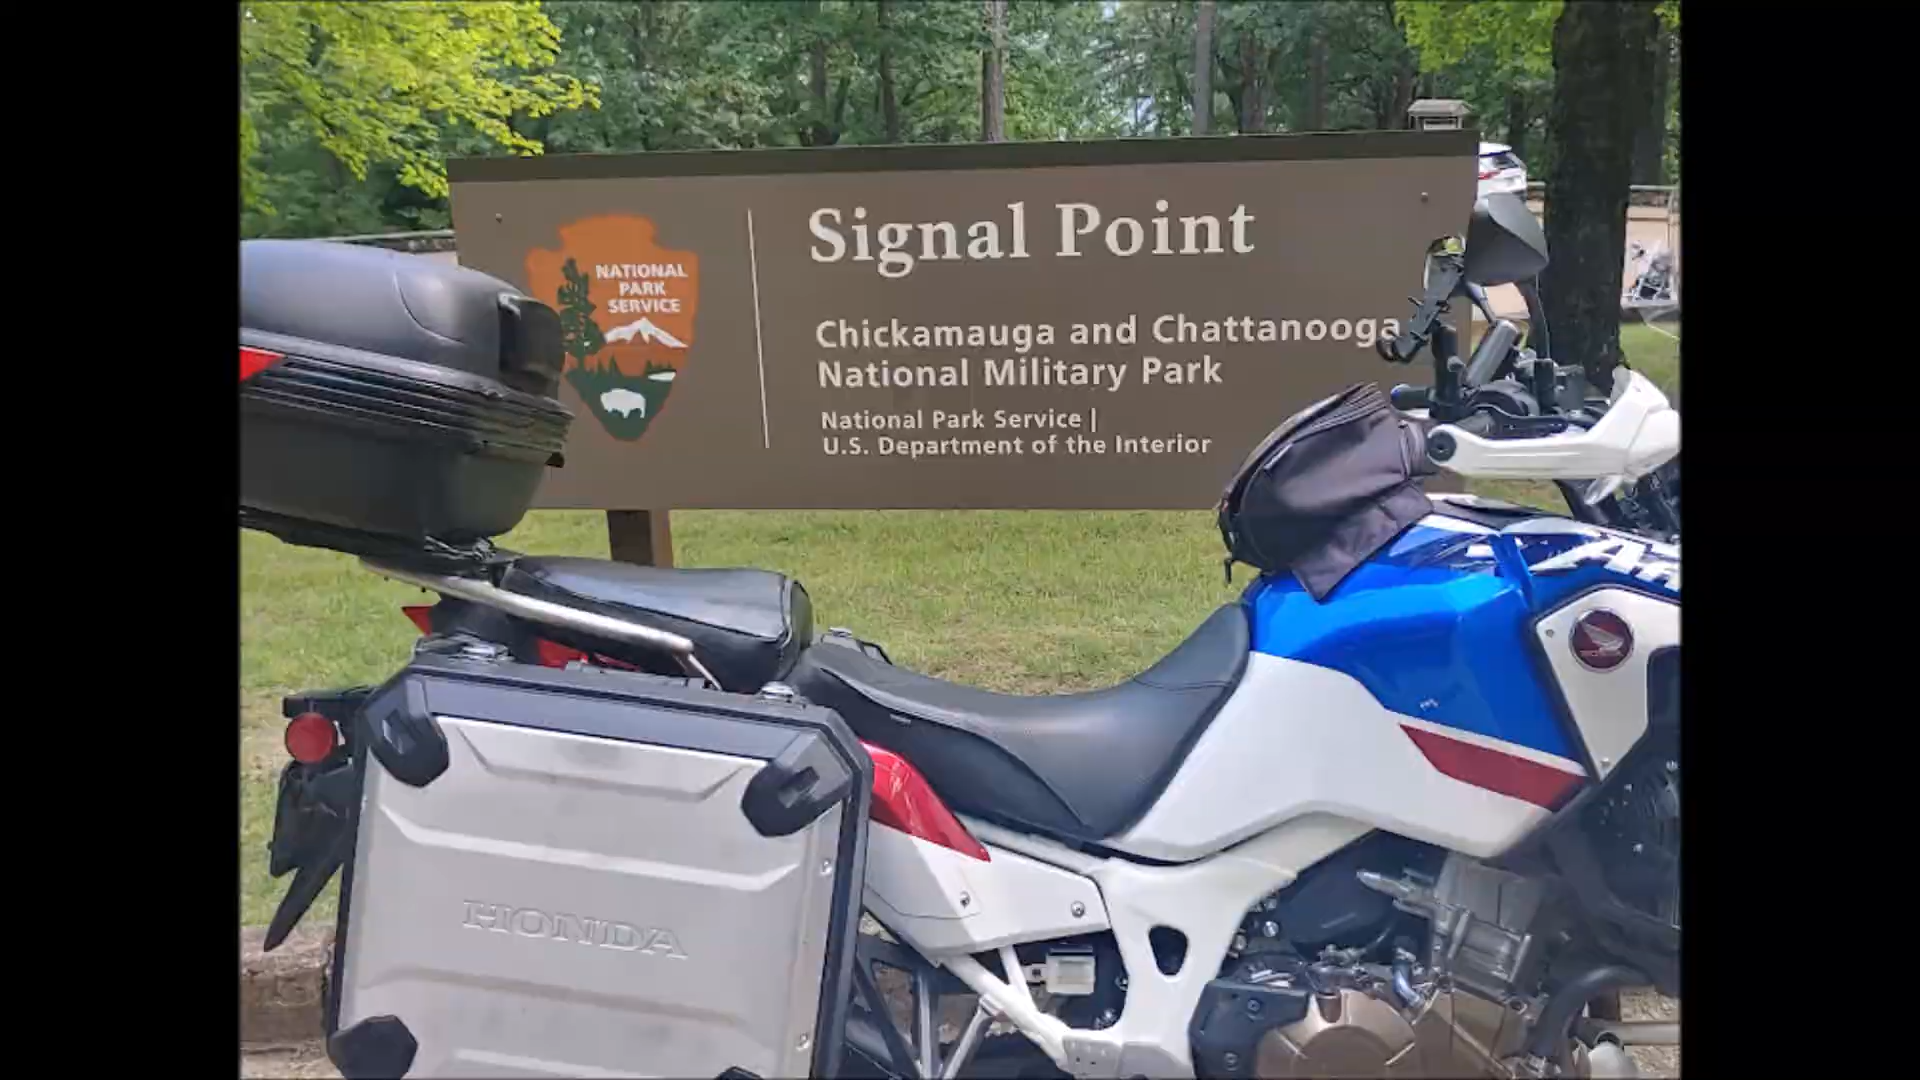 NATIONAL
PARK
SERVICE
Signal Point
Chickamauga and Chattanooga
National Military Park
National Park Service |
U.S. Department of the Interior
HONDA